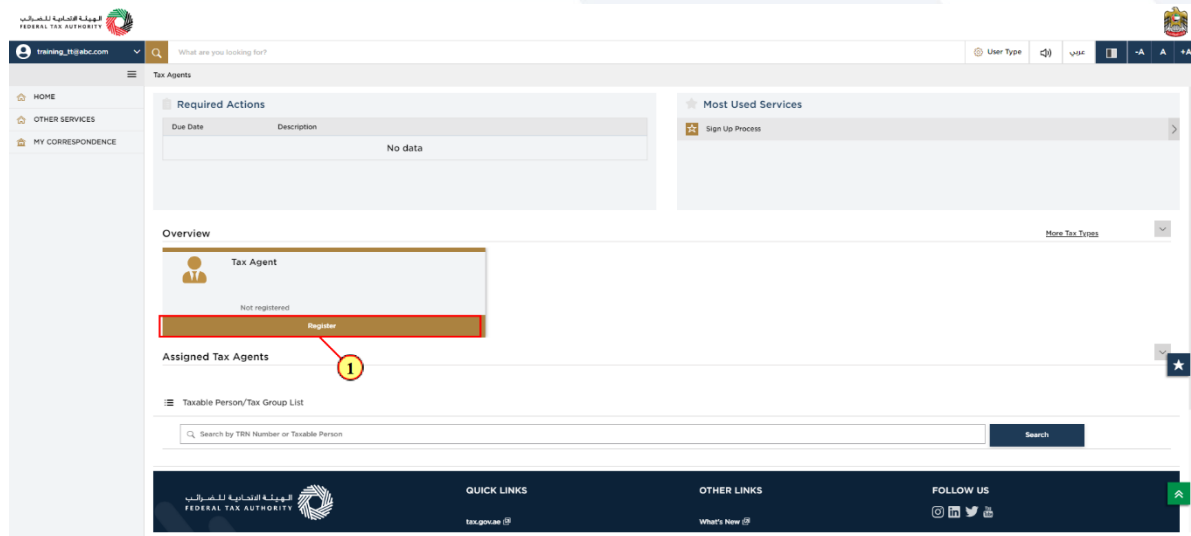 الهيئة الاتحادية للضرائب
FEDERAL TAX AUTHORITY
training_tt@abc.com
What are you looking for?
User Type
عربي
-A A +A
Tax Agents
HOME
OTHER SERVICES
MY CORRESPONDENCE
Required Actions
Due Date Description
No data
Most Used Services
Sign Up Process
Overview
More Tax Types
Tax Agent
Not registered
Register
1
Assigned Tax Agents
Taxable Person/Tax Group List
Search by TRN Number or Taxable Person
Search
الهيئة الاتحادية للضرائب
FEDERAL TAX AUTHORITY
QUICK LINKS
tax.gov.ae
OTHER LINKS
What's New
FOLLOW US